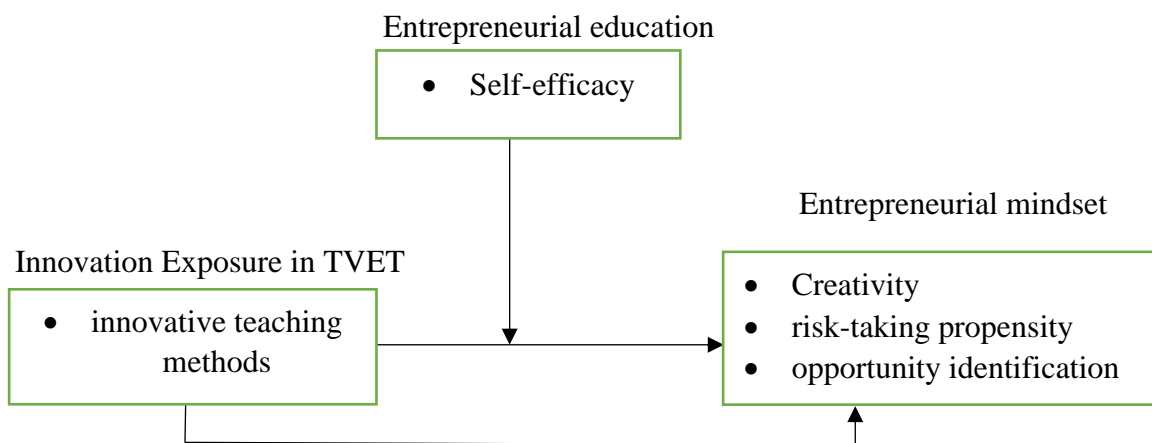 Entrepreneurial education
• Self-efficacy
Entrepreneurial mindset
Innovation Exposure in TVET
• innovative teaching
methods
• Creativity
• risk-taking propensity
• opportunity identification